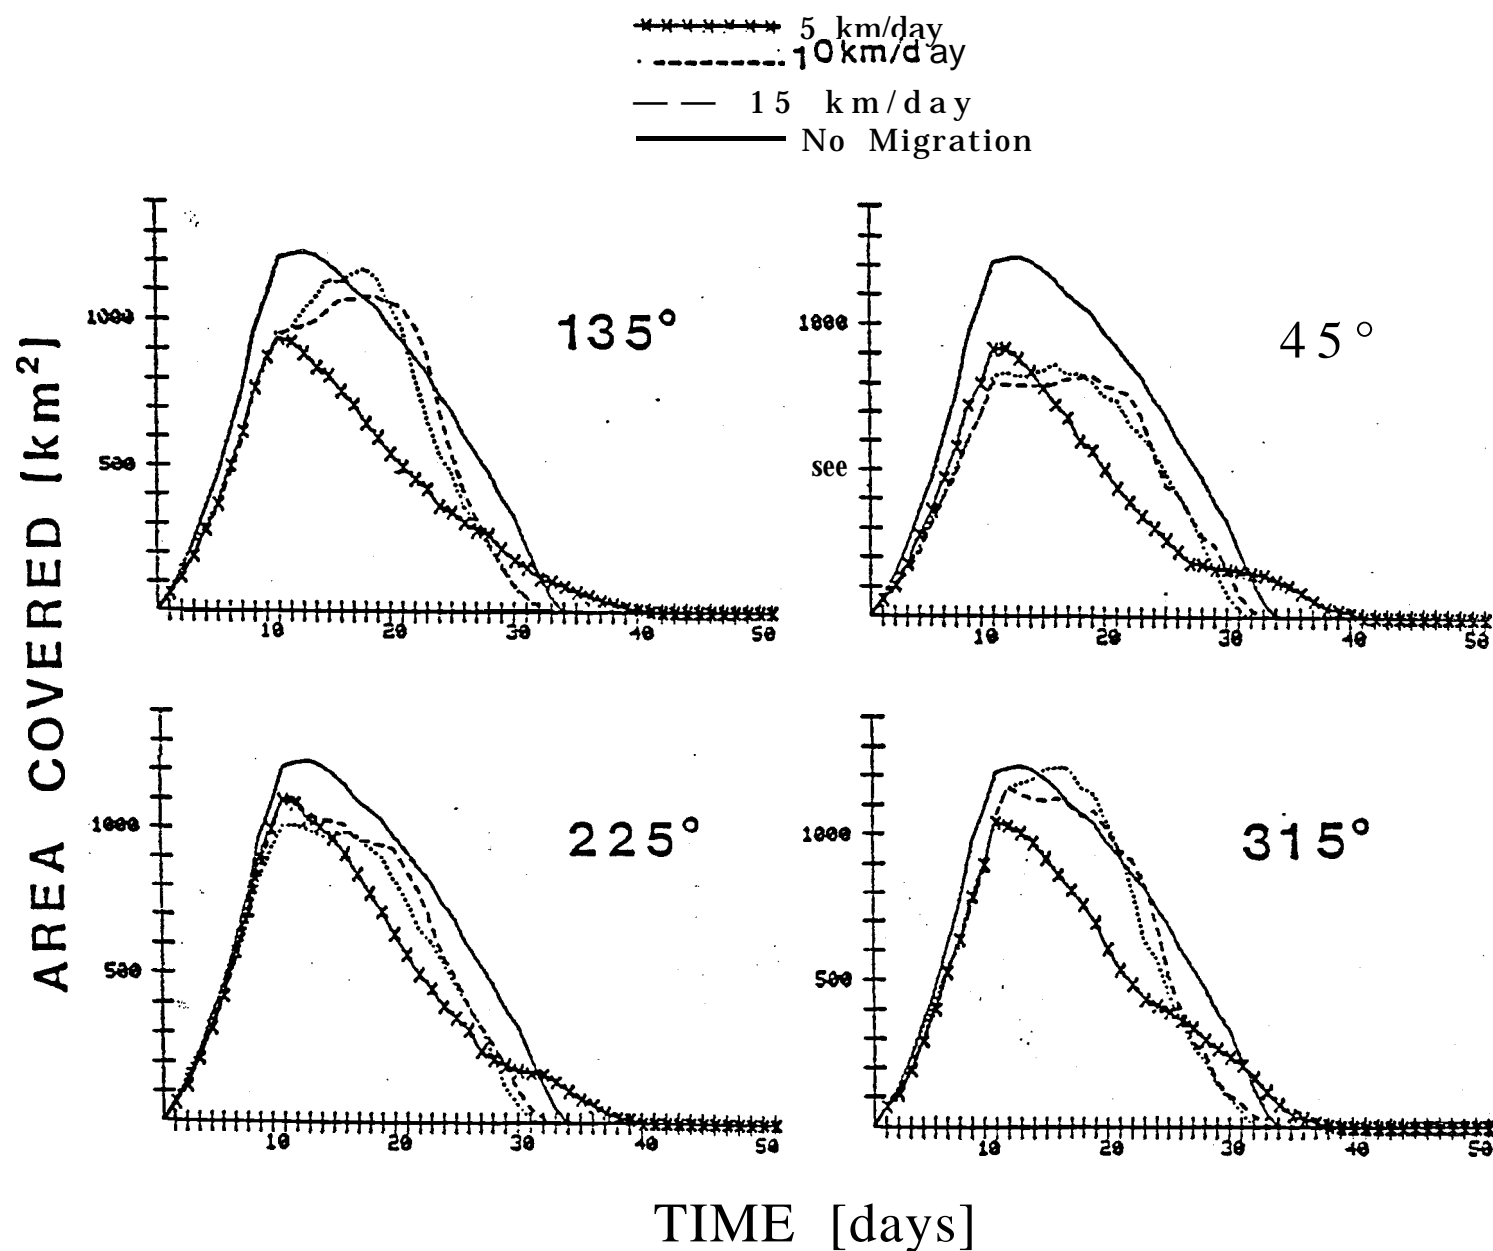 5 km/day
10 km/day
15 km/day
No Migration
AREA COVERED [km²]
135°
1000
500
10 20 30 40 50
45°
1000
see
10 20 30 40 50
225°
1000
500
10 20 30 40 50
315°
1000
500
10 20 30 40 50
TIME [days]